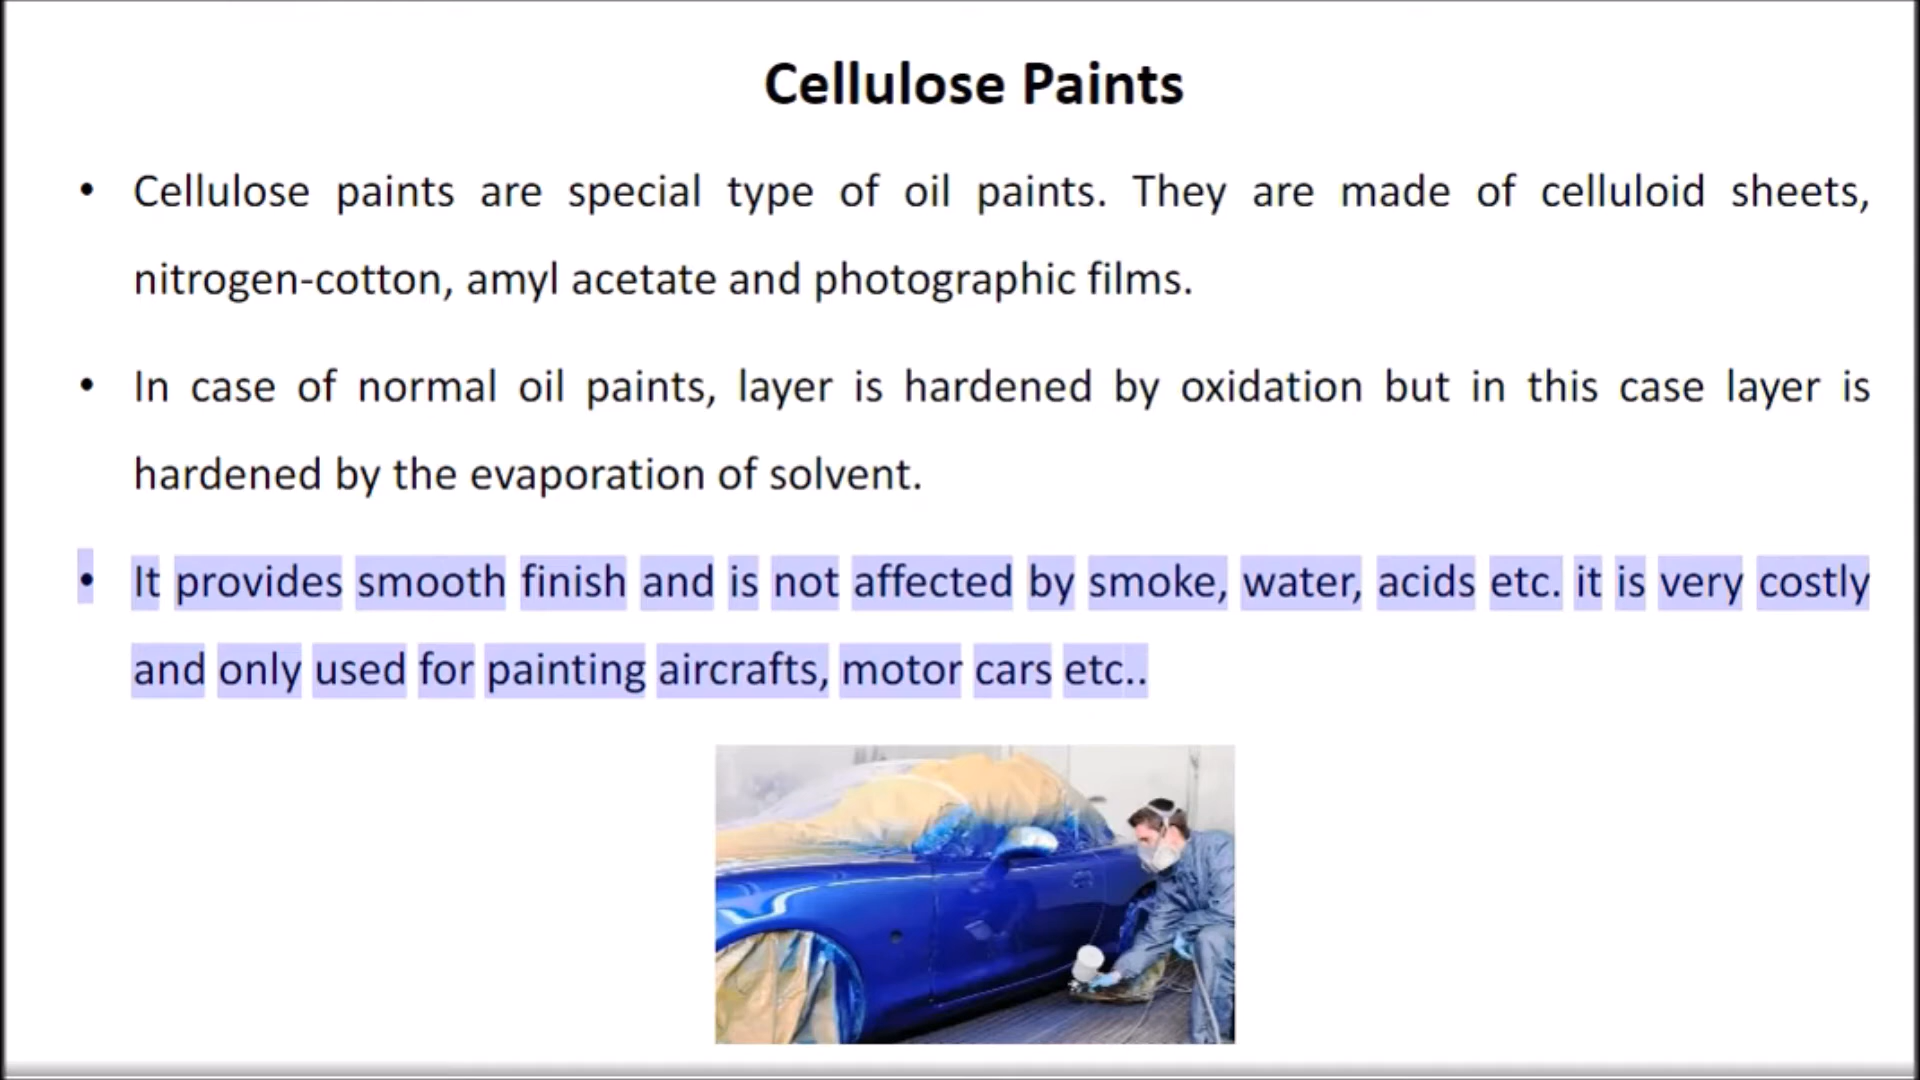 Cellulose Paints
• Cellulose paints are special type of oil paints. They are made of celluloid sheets,
nitrogen-cotton, amyl acetate and photographic films.
• In case of normal oil paints, layer is hardened by oxidation but in this case layer is
hardened by the evaporation of solvent.
• It provides smooth finish and is not affected by smoke, water, acids etc. it is very costly
and only used for painting aircrafts, motor cars etc..